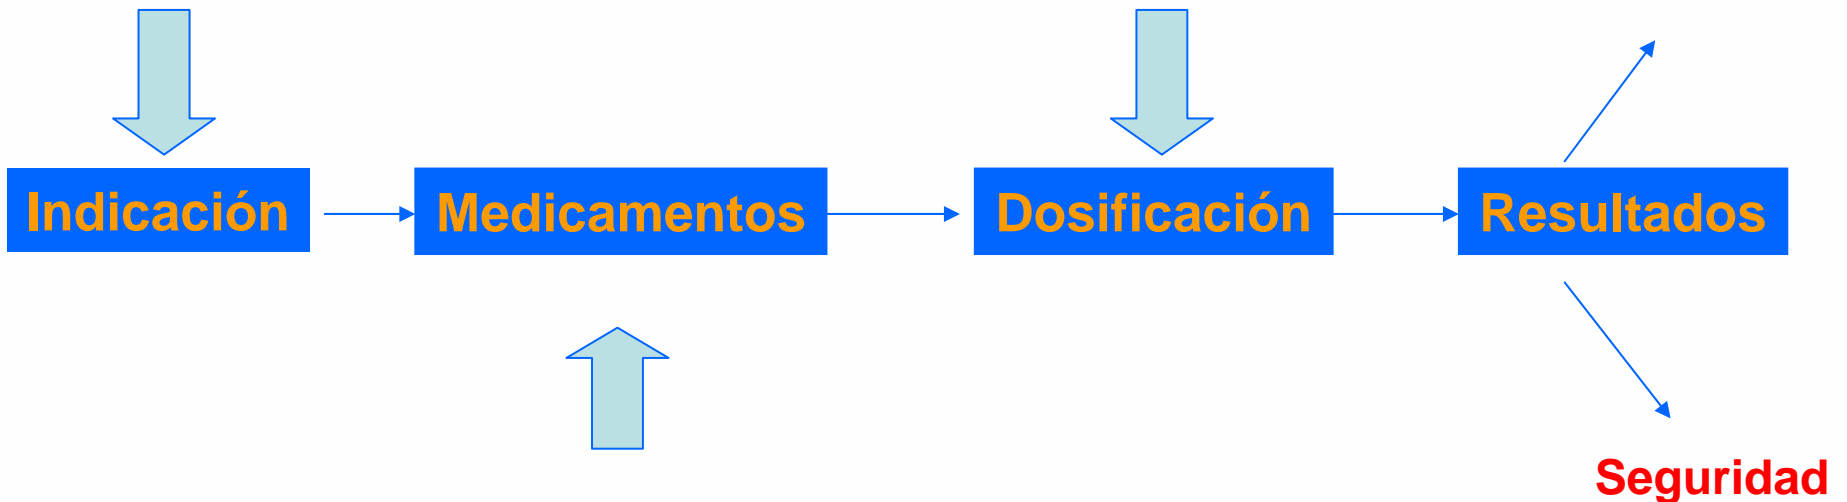 Indicación
Medicamentos
Dosificación
Resultados
Seguridad